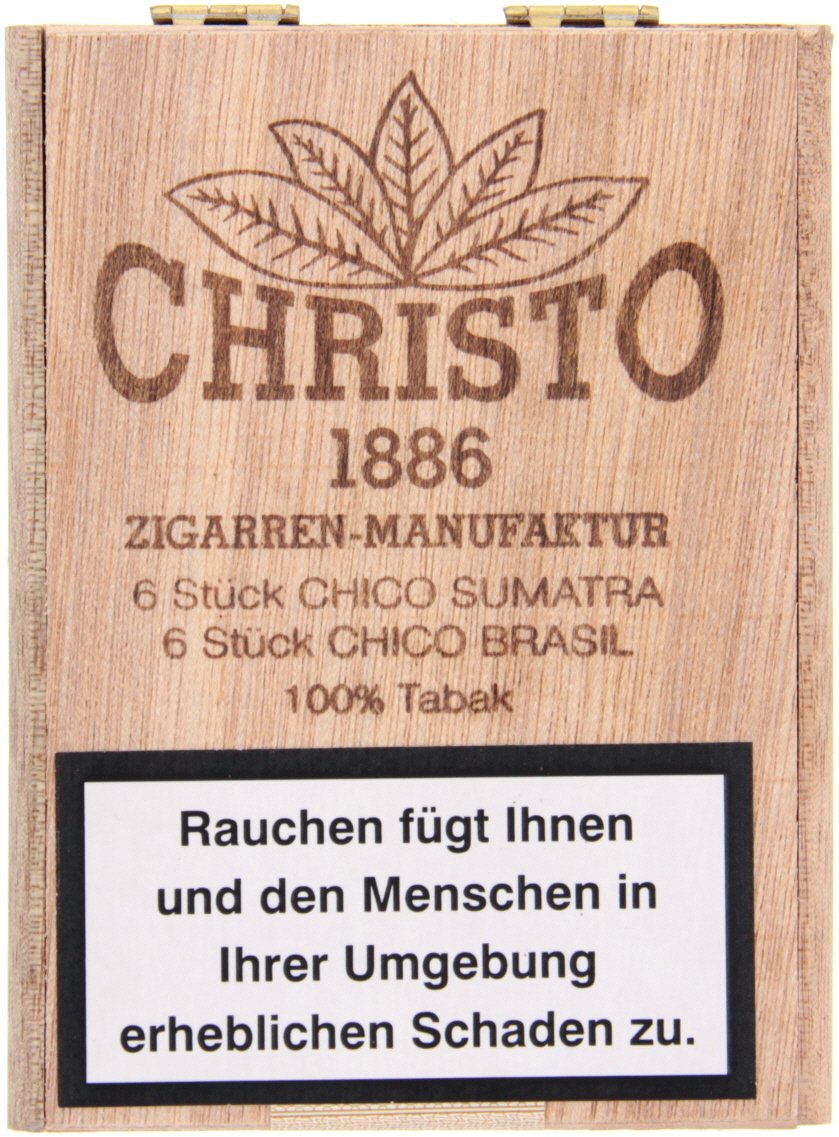 CHRISTO
1886
ZIGARREN-MANUFAKTUR
6 Stück CHICO SUMATRA
6 Stück CHICO BRASIL
100% Tabak
Rauchen fügt Ihnen
und den Menschen in
Ihrer Umgebung
erheblichen Schaden zu.